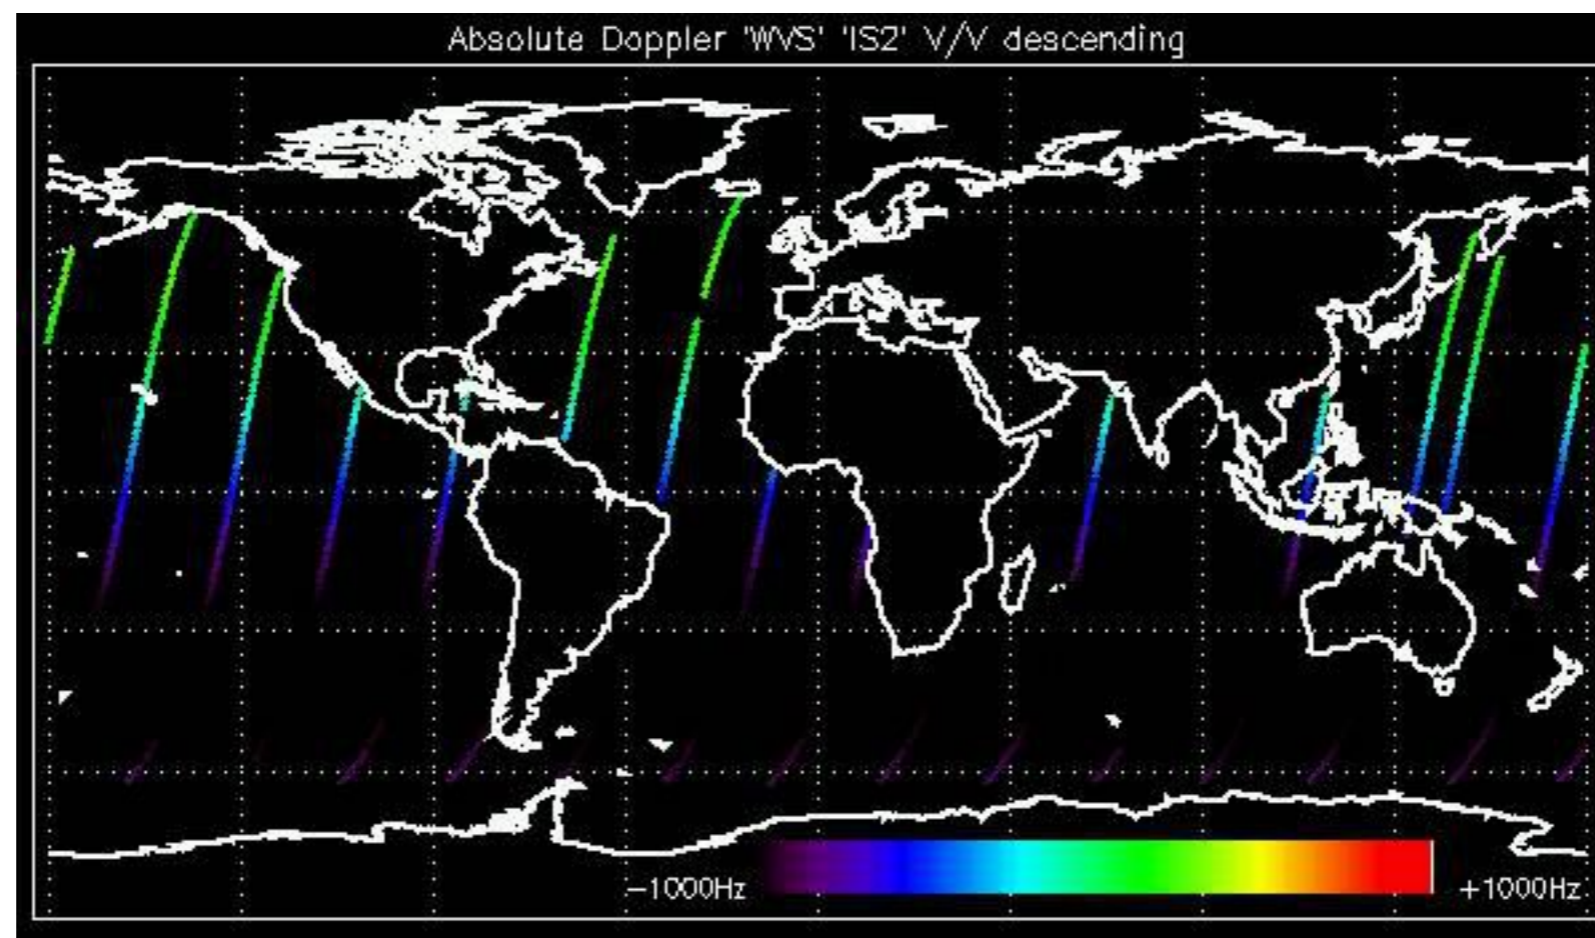 Absolute Doppler 'WVS' 'IS2' V/V descending
-1000Hz
+1000Hz